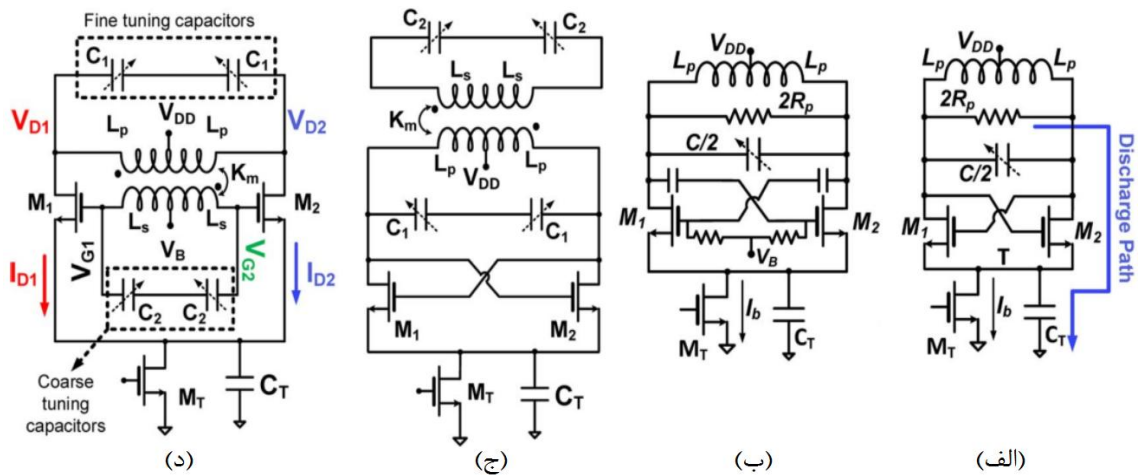 Fine tuning capacitors
C1 C1
VD1 VD2
VDD
Lp Lp
Km
M1 M2
Ls Ls
VB
VG1 VG2
ID1 ID2
C2 C2
Coarse tuning capacitors
MT CT
(د)
C2 C2
Ls Ls
Km
Lp Lp
VDD
C1 C1
M1 M2
MT CT
(ج)
VDD
Lp Lp
2Rp
C/2
M1 M2
VB
Ib
MT CT
(ب)
VDD
Lp Lp
2Rp
C/2
M1 M2
T
Ib
MT CT
Discharge Path
(الف)